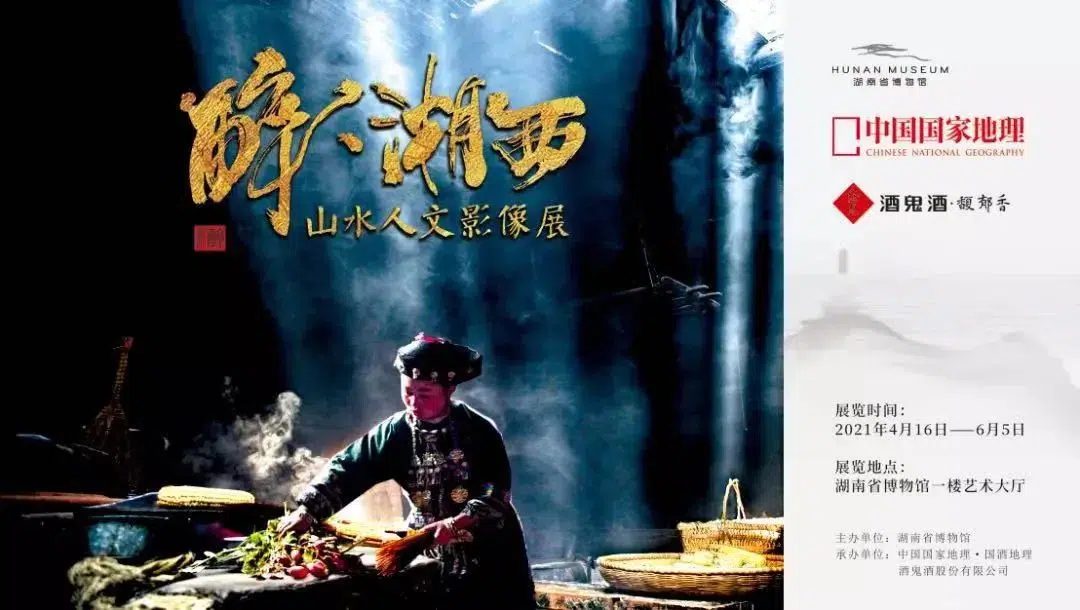 醉大湘西
山水人文影像展
HUNAN MUSEUM
湖南省博物馆
中国国家地理
CHINESE NATIONAL GEOGRAPHY
酒鬼酒·馥郁香
展览时间：
2021年4月16日——6月5日
展览地点：
湖南省博物馆一楼艺术大厅
主办单位：湖南省博物馆
承办单位：中国国家地理·国酒地理
酒鬼酒股份有限公司